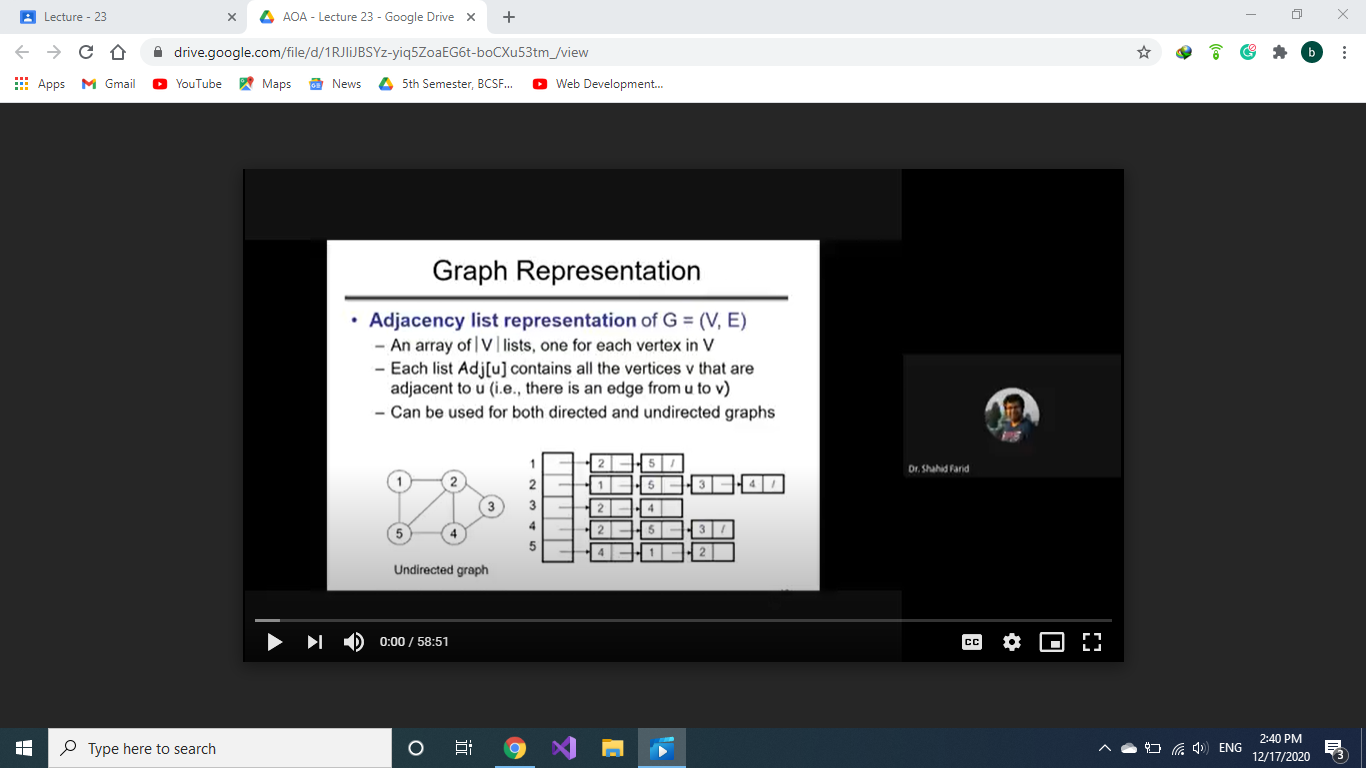 Lecture - 23
AOA - Lecture 23 - Google Drive
drive.google.com/file/d/1RJIiJBSYz-yiq5ZoaEG6t-boCXu53tm_/view
b
Apps
Gmail
YouTube
Maps
News
5th Semester, BCSF...
Web Development...
Graph Representation
• Adjacency list representation of G = (V, E)
– An array of |V| lists, one for each vertex in V
– Each list Adj[u] contains all the vertices v that are
adjacent to u (i.e., there is an edge from u to v)
– Can be used for both directed and undirected graphs
1 2 3 5 4
Undirected graph
1 2 5 /
2 1 5 3 4 /
3 2 4
4 2 5 3 /
5 4 1 2
Dr. Shahid Farid
0:00 / 58:51
CC
Type here to search
ENG
2:40 PM
12/17/2020
3